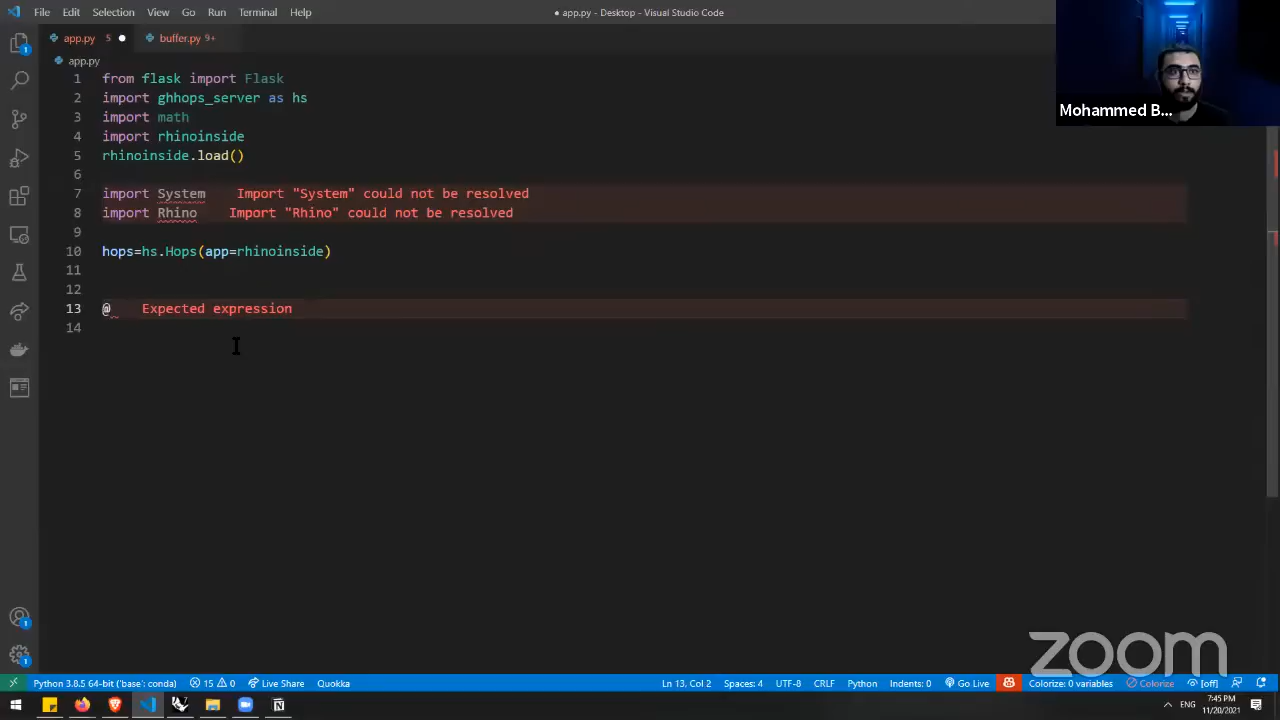 File Edit Selection View Go Run Terminal Help
● app.py - Desktop - Visual Studio Code
app.py 5 ●
buffer.py 9+
app.py
1 from flask import Flask
2 import ghhops_server as hs
3 import math
4 import rhinoinside
5 rhinoinside.load()
6
7 import System Import "System" could not be resolved
8 import Rhino Import "Rhino" could not be resolved
9
10 hops=hs.Hops(app=rhinoinside)
11
12
13 @ Expected expression
14
Mohammed B...
zoom
Python 3.8.5 64-bit ('base': conda) 15 0 Live Share Quokka Ln 13, Col 2 Spaces: 4 UTF-8 CRLF Python Indents: 0 Go Live Colorize: 0 variables Colorize [off]
ENG 7:45 PM
11/20/2021